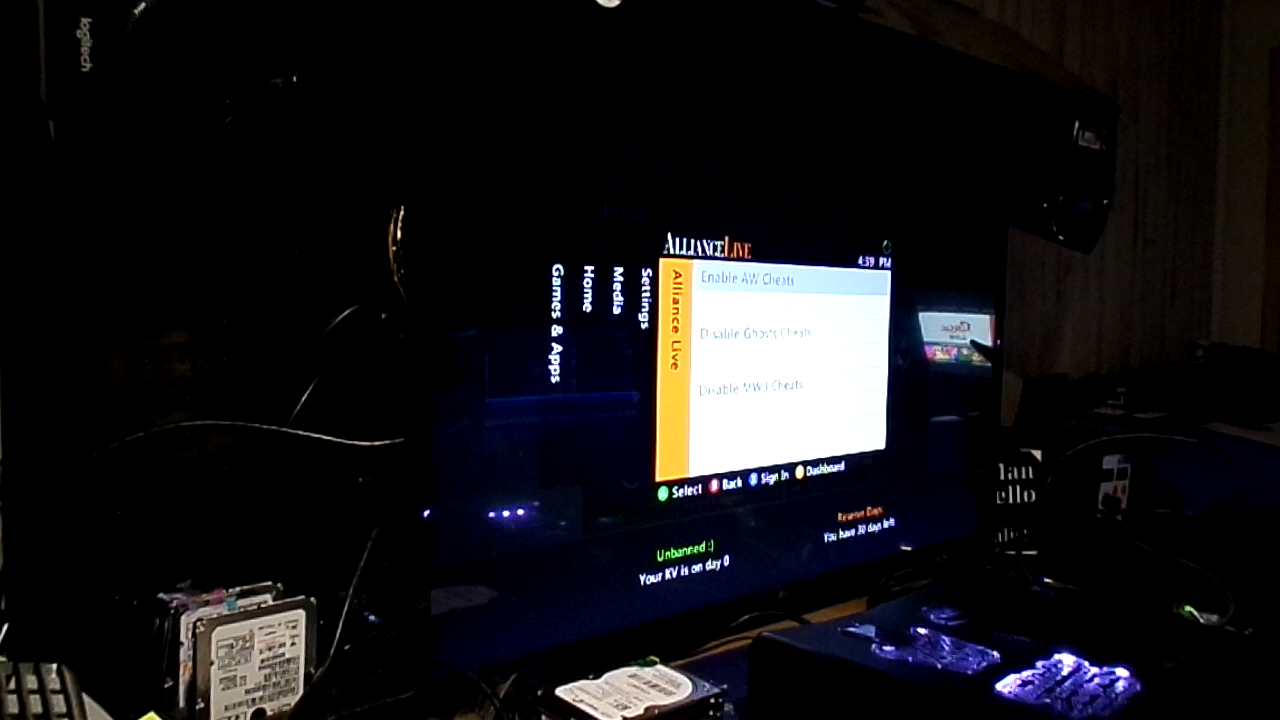 logitech
ALLIANCELIVE
4:39 PM
Games & Apps
Home
Media
Settings
Alliance Live
Enable AW Cheats
Disable Ghosts Cheats
Disable MW3 Cheats
A Select B Back X Sign In Y Dashboard
Unbanned :)
Your KV is on day 0
Reserve Days
You have 30 days left
ello